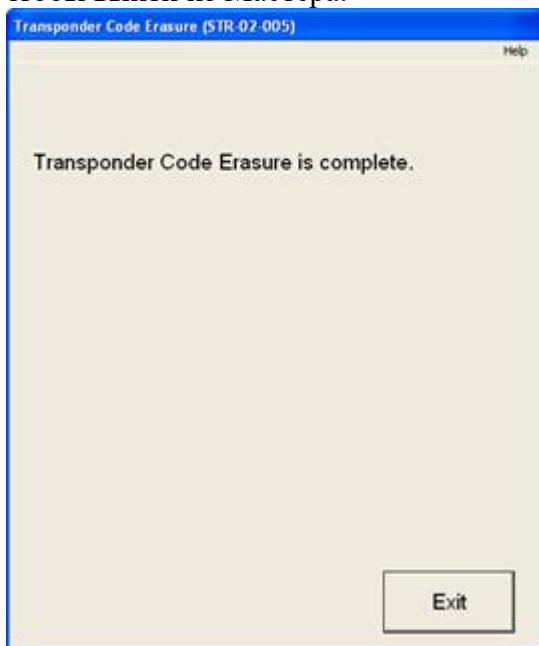 Transponder Code Erasure (STR-02-005)
Help
Transponder Code Erasure is complete.
Exit